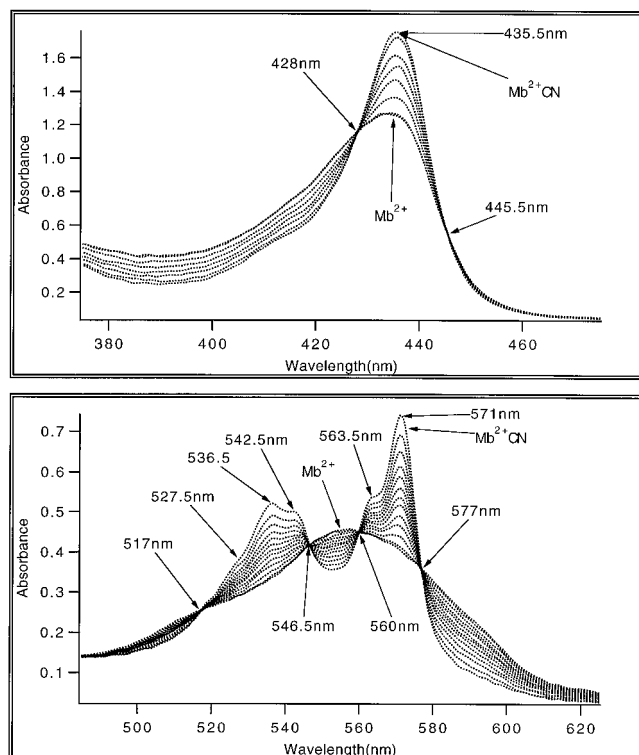 1.6
1.4
1.2
1.0
0.8
0.6
0.4
0.2
Absorbance
435.5nm
Mb²⁺CN
428nm
Mb²⁺
445.5nm
380 400 420 440 460
Wavelength(nm)
0.7
0.6
0.5
0.4
0.3
0.2
0.1
Absorbance
571nm
542.5nm
563.5nm
Mb²⁺CN
536.5
Mb²⁺
527.5nm
577nm
517nm
546.5nm
560nm
500 520 540 560 580 600 620
Wavelength(nm)